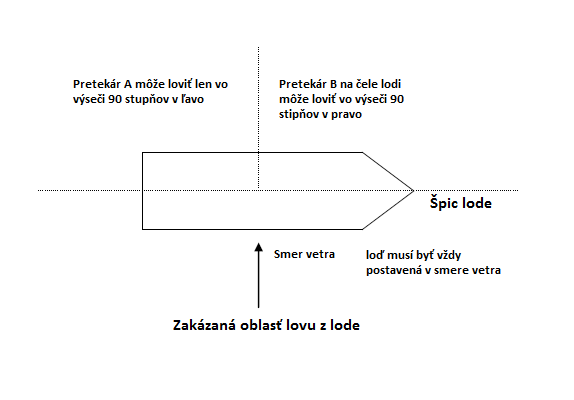 Pretekár A môže loviť len vo
výseči 90 stupňov v ľavo
Pretekár B na čele lodi
môže loviť vo výseči 90
stipňov v pravo
Špic lode
Smer vetra
loď musí byť vždy
postavená v smere vetra
Zakázaná oblasť lovu z lode